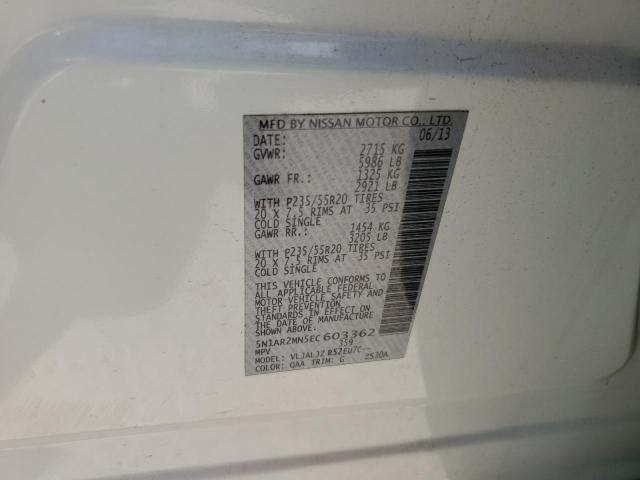 MFD BY NISSAN MOTOR CO., LTD.
DATE: 06/13
GVWR: 2715 KG
5986 LB
GAWR FR.: 1325 KG
2921 LB
WITH P235/55R20 TIRES
20 X 7.5 RIMS AT 35 PSI
COLD SINGLE
GAWR RR.: 1454 KG
3205 LB
WITH P235/55R20 TIRES
20 X 7.5 RIMS AT 35 PSI
COLD SINGLE
THIS VEHICLE CONFORMS TO
ALL APPLICABLE FEDERAL
MOTOR VEHICLE SAFETY AND
THEFT PREVENTION
STANDARDS IN EFFECT ON
THE DATE OF MANUFACTURE
5N1AR2MN5EC603362
MPV 359
MODEL: VLJALJZ R52EU7C--
COLOR: QAA TRIM: G 2SJ0A